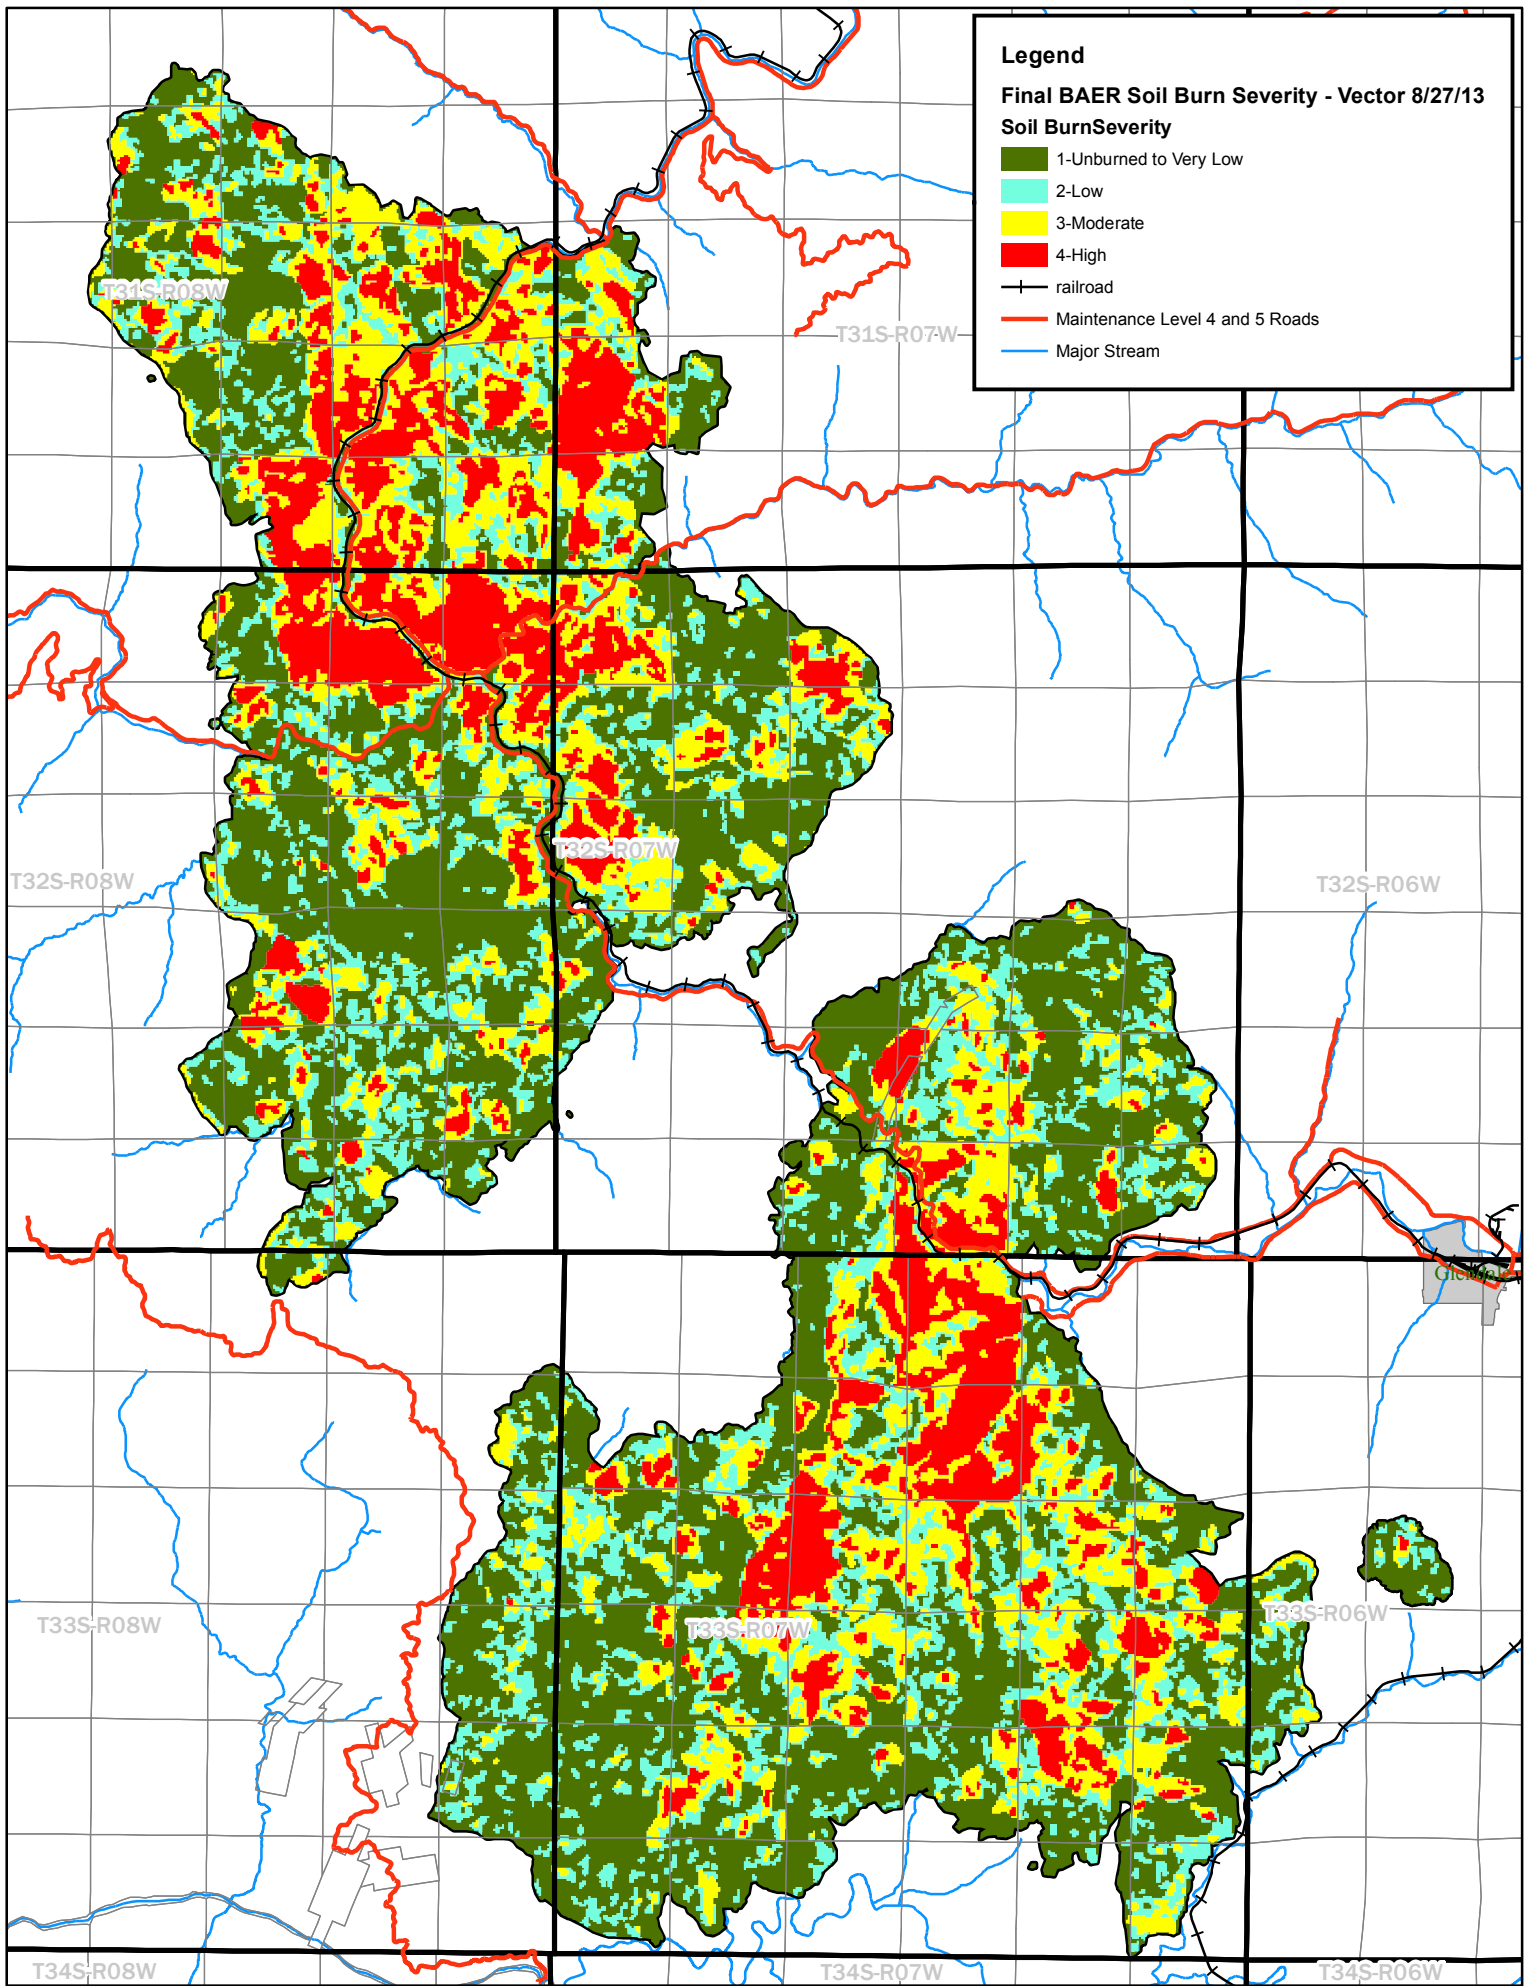 Legend
Final BAER Soil Burn Severity - Vector 8/27/13
Soil BurnSeverity
1-Unburned to Very Low
2-Low
3-Moderate
4-High
railroad
Maintenance Level 4 and 5 Roads
Major Stream
T31S-R08W
T31S-R07W
T32S-R07W
T32S-R08W
T32S-R06W
Glendale
T33S-R06W
T33S-R08W
T33S-R07W
T34S-R08W
T34S-R07W
T34S-R06W